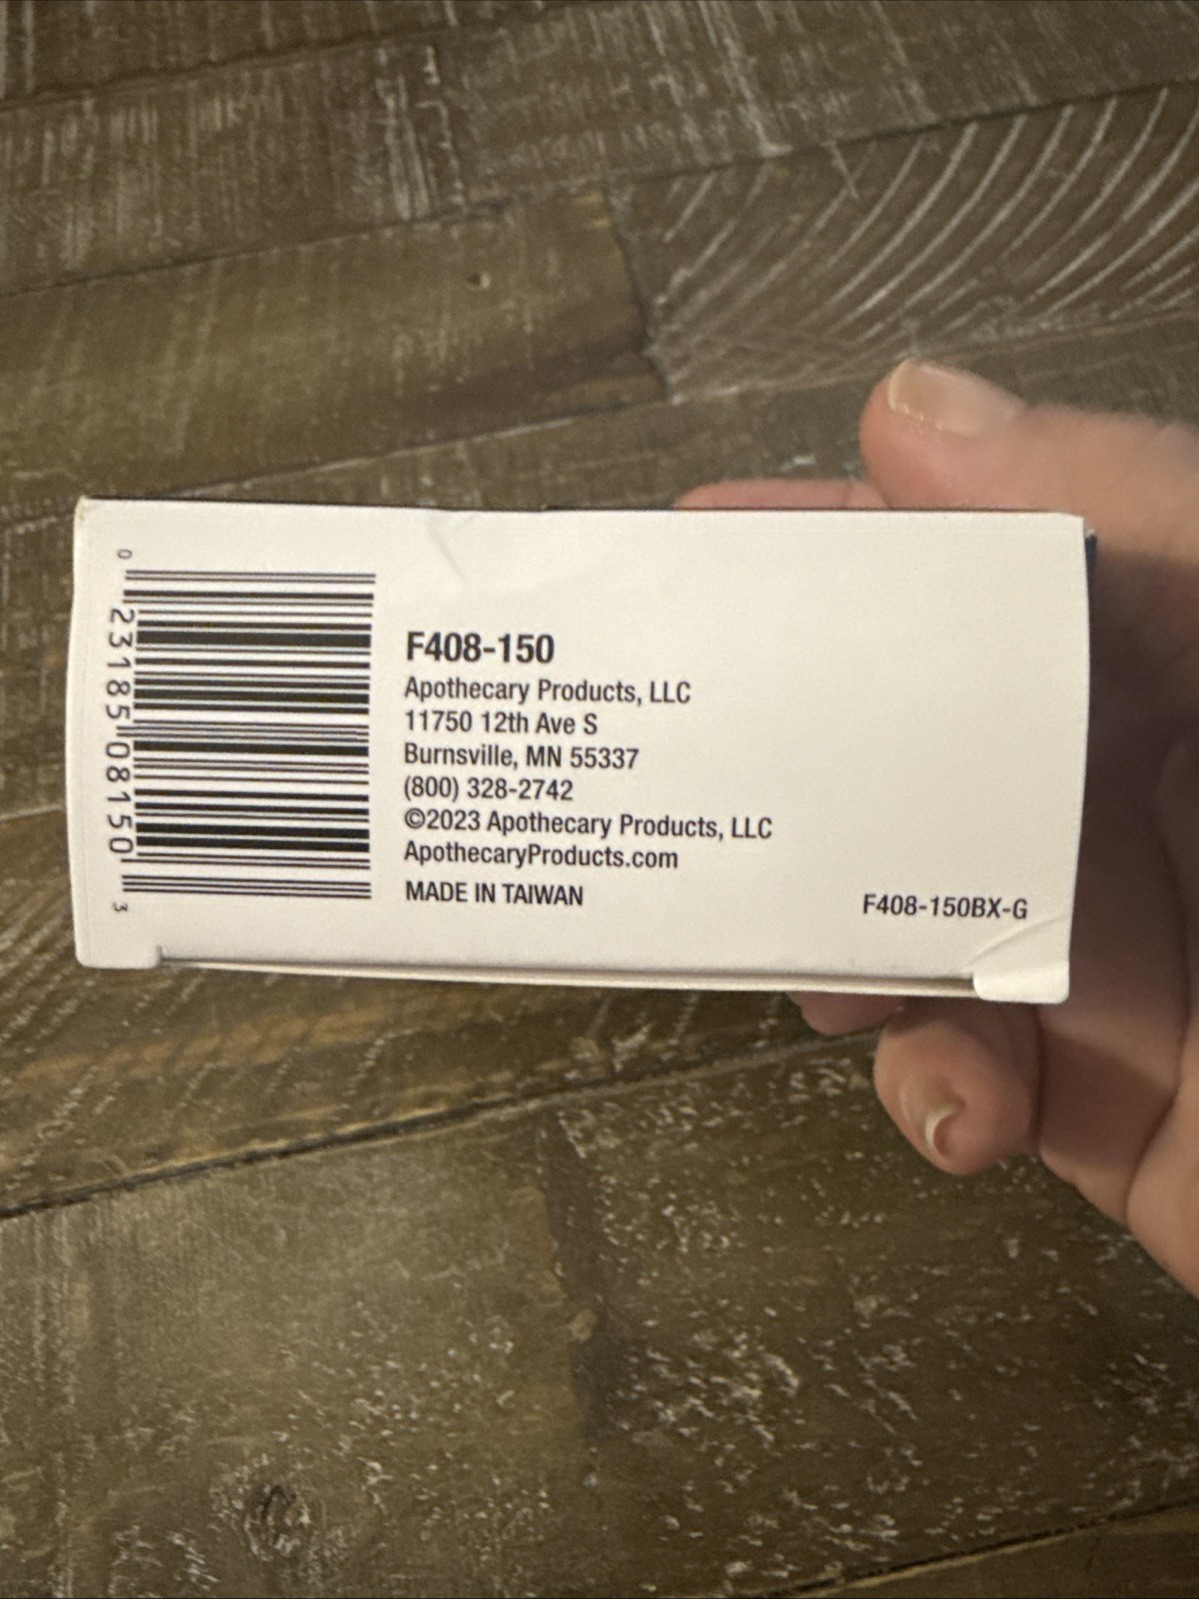 0 23185 08150 3
F408-150
Apothecary Products, LLC
11750 12th Ave S
Burnsville, MN 55337
(800) 328-2742
©2023 Apothecary Products, LLC
ApothecaryProducts.com
MADE IN TAIWAN
F408-150BX-G